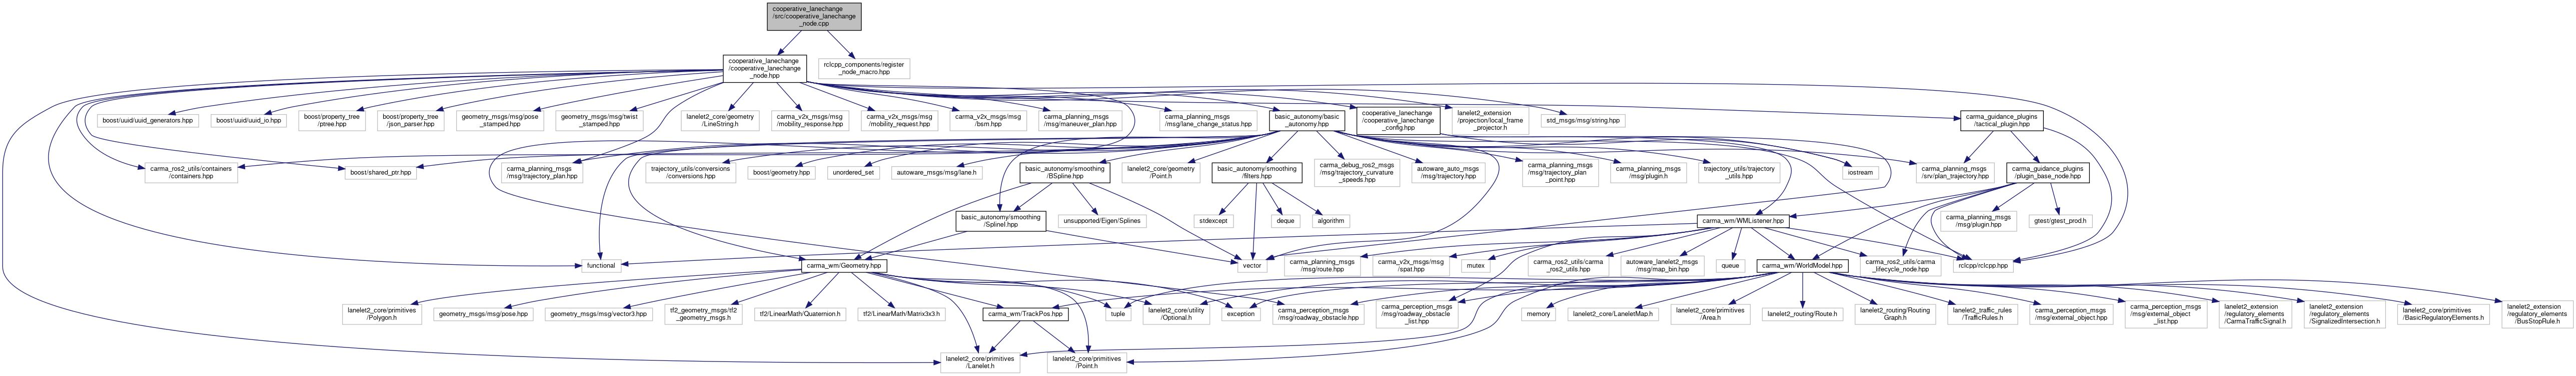 cooperative_lanechange
/src/cooperative_lanechange
_node.cpp
cooperative_lanechange
/cooperative_lanechange
_node.hpp
rclcpp_components/register
_node_macro.hpp
boost/uuid/uuid_generators.hpp
boost/uuid/uuid_io.hpp
boost/property_tree
/ptree.hpp
boost/property_tree
/json_parser.hpp
geometry_msgs/msg/pose
_stamped.hpp
geometry_msgs/msg/twist
_stamped.hpp
lanelet2_core/geometry
/LineString.h
carma_v2x_msgs/msg
/mobility_response.hpp
carma_v2x_msgs/msg
/mobility_request.hpp
carma_v2x_msgs/msg
/bsm.hpp
carma_planning_msgs
/msg/maneuver_plan.hpp
carma_planning_msgs
/msg/lane_change_status.hpp
basic_autonomy/basic
_autonomy.hpp
cooperative_lanechange
/cooperative_lanechange
_config.hpp
lanelet2_extension
/projection/local_frame
_projector.h
std_msgs/msg/string.hpp
carma_guidance_plugins
/tactical_plugin.hpp
carma_ros2_utils/containers
/containers.hpp
boost/shared_ptr.hpp
carma_planning_msgs
/msg/trajectory_plan.hpp
trajectory_utils/conversions
/conversions.hpp
boost/geometry.hpp
unordered_set
autoware_msgs/msg/lane.h
basic_autonomy/smoothing
/BSpline.hpp
lanelet2_core/geometry
/Point.h
basic_autonomy/smoothing
/filters.hpp
carma_debug_ros2_msgs
/msg/trajectory_curvature
_speeds.hpp
autoware_auto_msgs
/msg/trajectory.hpp
carma_planning_msgs
/msg/trajectory_plan
_point.hpp
carma_planning_msgs
/msg/plugin.h
trajectory_utils/trajectory
_utils.hpp
iostream
carma_planning_msgs
/srv/plan_trajectory.hpp
carma_guidance_plugins
/plugin_base_node.hpp
basic_autonomy/smoothing
/SplineI.hpp
unsupported/Eigen/Splines
stdexcept
deque
algorithm
carma_wm/WMListener.hpp
carma_planning_msgs
/msg/plugin.hpp
gtest/gtest_prod.h
functional
carma_wm/Geometry.hpp
vector
carma_planning_msgs
/msg/route.hpp
carma_v2x_msgs/msg
/spat.hpp
mutex
carma_ros2_utils/carma
_ros2_utils.hpp
autoware_lanelet2_msgs
/msg/map_bin.hpp
queue
carma_wm/WorldModel.hpp
carma_ros2_utils/carma
_lifecycle_node.hpp
rclcpp/rclcpp.hpp
lanelet2_core/primitives
/Polygon.h
geometry_msgs/msg/pose.hpp
geometry_msgs/msg/vector3.hpp
tf2_geometry_msgs/tf2
_geometry_msgs.h
tf2/LinearMath/Quaternion.h
tf2/LinearMath/Matrix3x3.h
carma_wm/TrackPos.hpp
tuple
lanelet2_core/utility
/Optional.h
exception
carma_perception_msgs
/msg/roadway_obstacle.hpp
carma_perception_msgs
/msg/roadway_obstacle
_list.hpp
memory
lanelet2_core/LaneletMap.h
lanelet2_core/primitives
/Area.h
lanelet2_routing/Route.h
lanelet2_routing/Routing
Graph.h
lanelet2_traffic_rules
/TrafficRules.h
carma_perception_msgs
/msg/external_object.hpp
carma_perception_msgs
/msg/external_object
_list.hpp
lanelet2_extension
/regulatory_elements
/CarmaTrafficSignal.h
lanelet2_extension
/regulatory_elements
/SignalizedIntersection.h
lanelet2_core/primitives
/BasicRegulatoryElements.h
lanelet2_extension
/regulatory_elements
/BusStopRule.h
lanelet2_core/primitives
/Lanelet.h
lanelet2_core/primitives
/Point.h